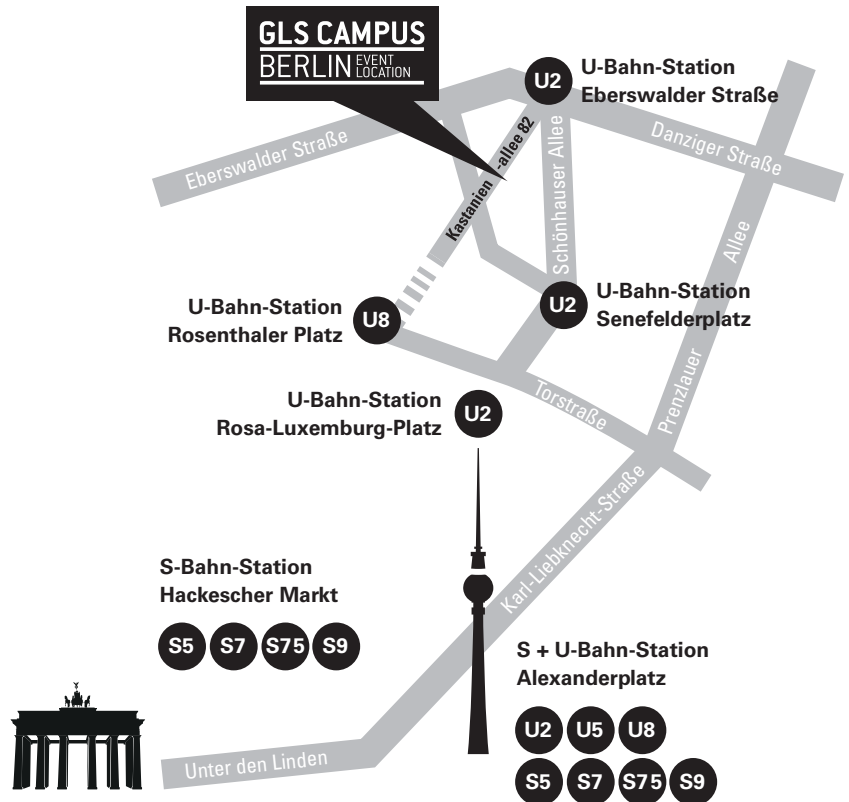 GLS CAMPUS
BERLIN EVENT LOCATION
U2
U-Bahn-Station
Eberswalder Straße
Eberswalder Straße
Kastanien -allee 82
Schönhauser Allee
Danziger Straße
Prenzlauer Allee
U-Bahn-Station
Rosenthaler Platz
U8
U2
U-Bahn-Station
Senefelderplatz
Torstraße
U-Bahn-Station
Rosa-Luxemburg-Platz
U2
Karl-Liebknecht-Straße
S-Bahn-Station
Hackescher Markt
S5 S7 S75 S9
S + U-Bahn-Station
Alexanderplatz
U2 U5 U8
S5 S7 S75 S9
Unter den Linden